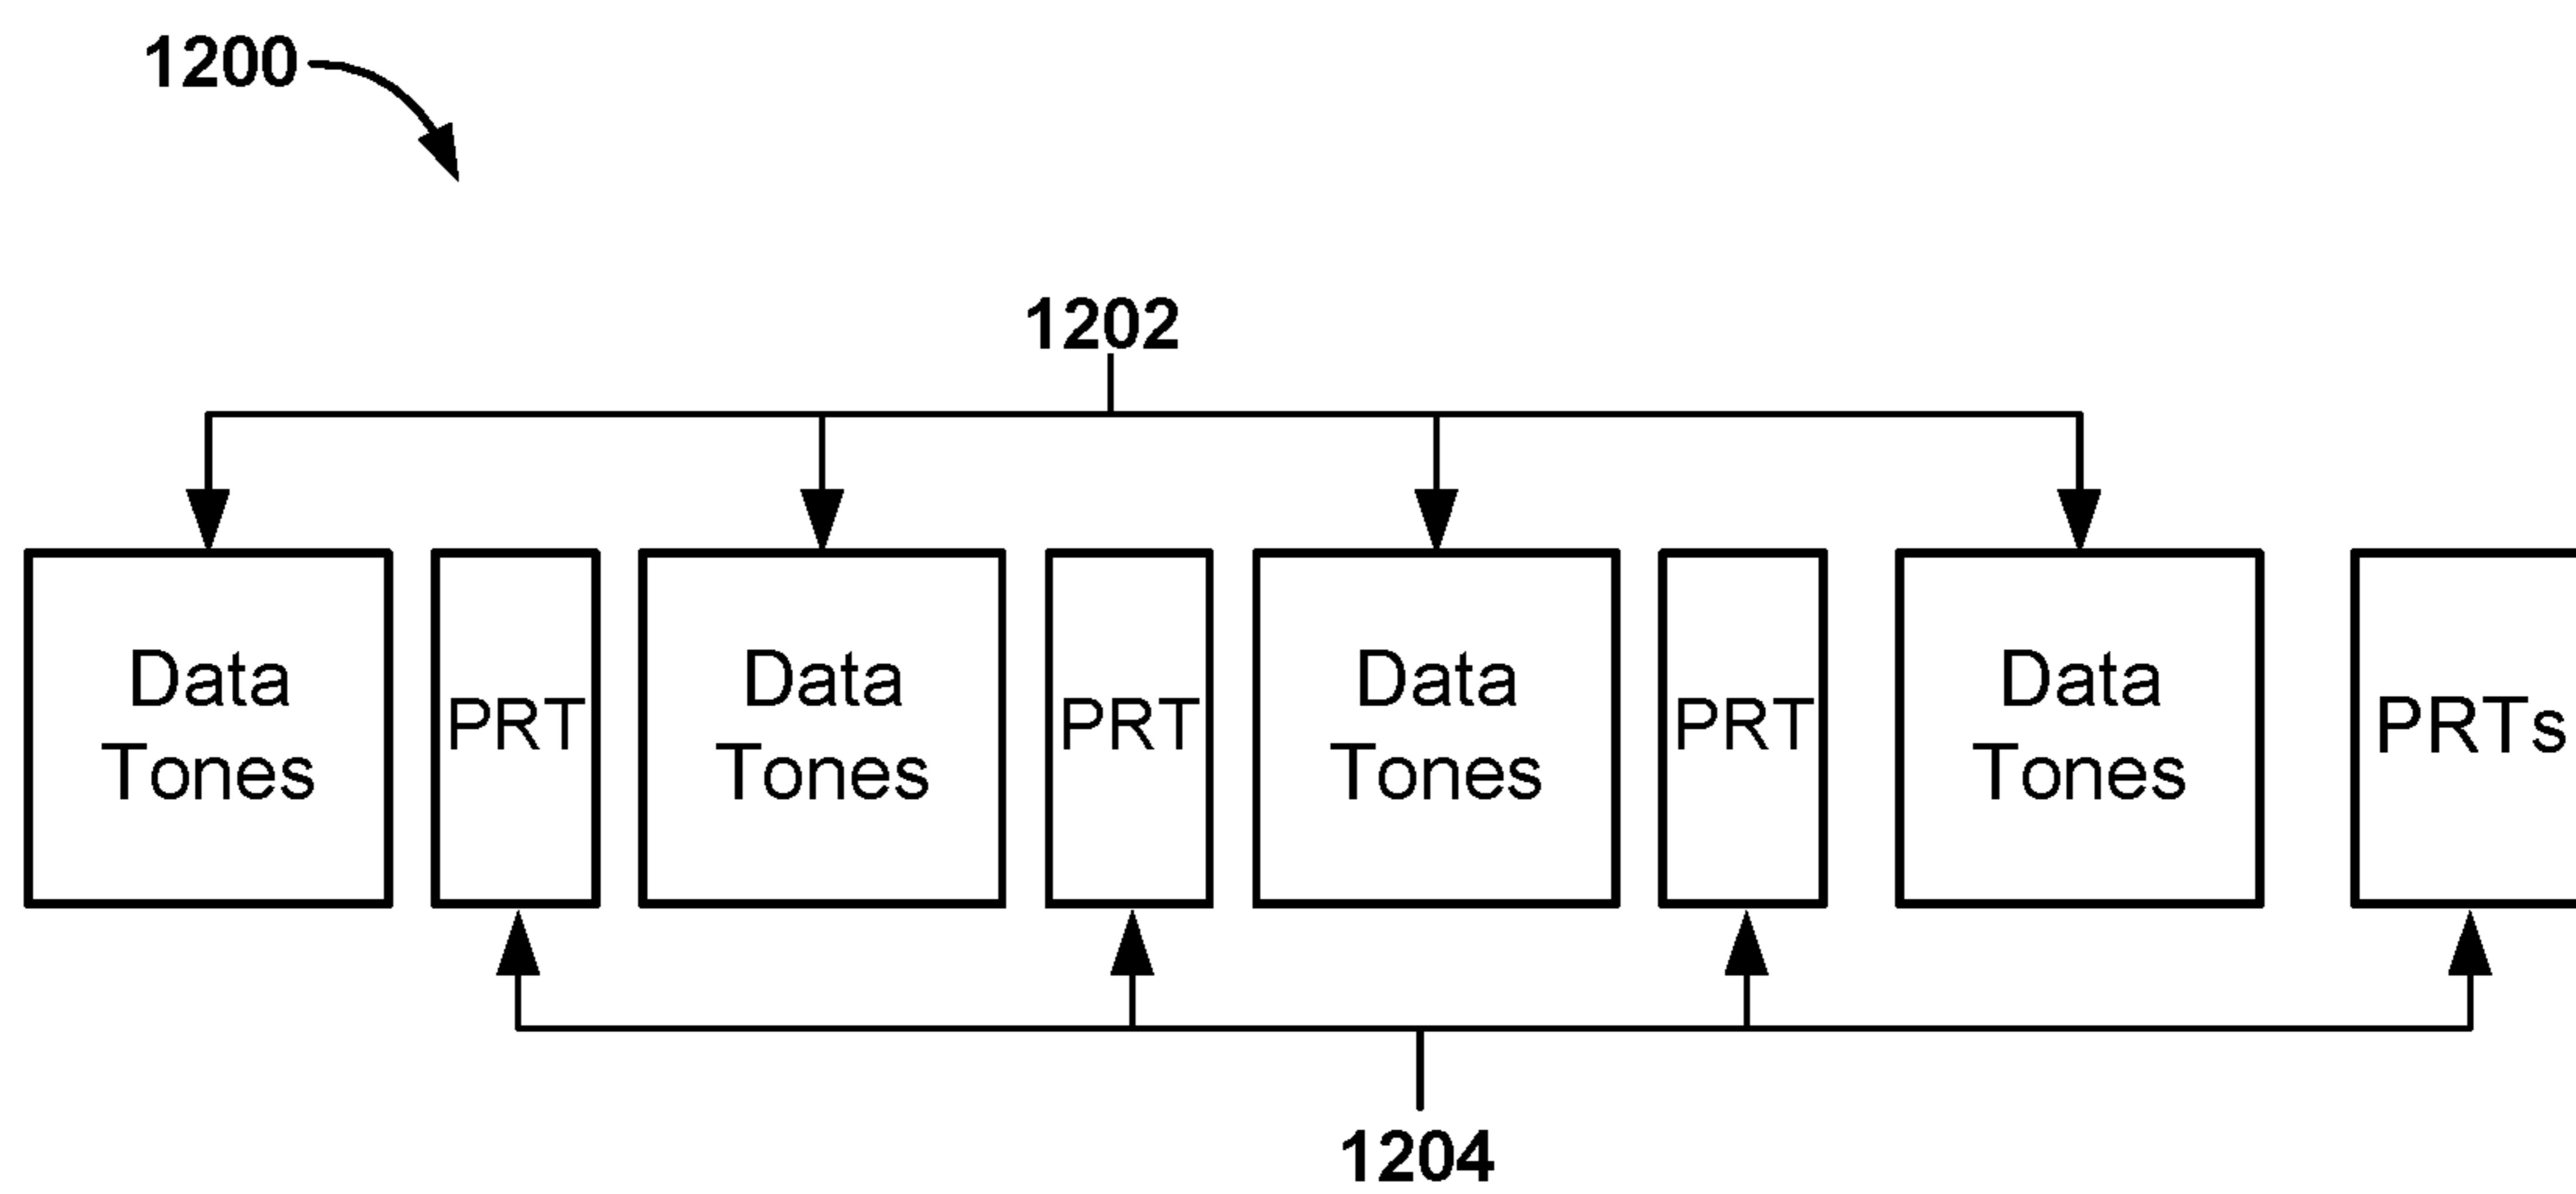 1200
1202
Data
Tones
PRT
Data
Tones
PRT
Data
Tones
PRT
Data
Tones
PRTs
1204